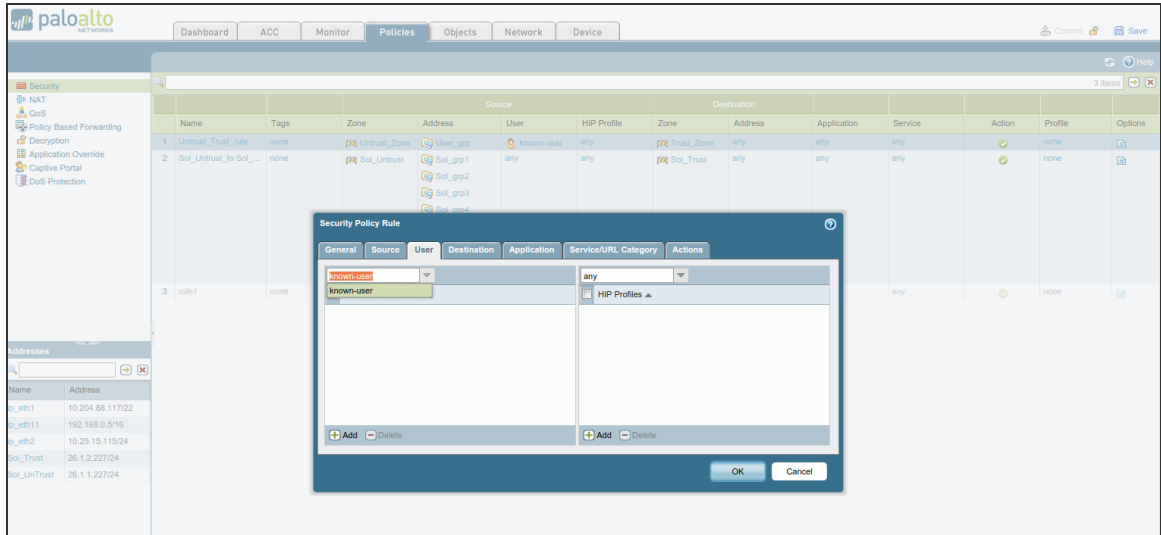 paloalto
NETWORKS
Dashboard ACC Monitor Policies Objects Network Device
Commit Save
Help
3 items
Security
NAT
QoS
Policy Based Forwarding
Decryption
Application Override
Captive Portal
DoS Protection
Source Destination
Name Tags Zone Address User HIP Profile Zone Address Application Service Action Profile Options
1 Untrust_Trust_rule none Untrust_Zone User_grp known-user any Trust_Zone any any any none
2 Sol_Untrust_to Sol_... none Sol_Untrust Sol_grp1 any any Sol_Trust any any any none
Sol_grp2
Sol_grp3
Sol_grp4
3 rule1 none any none
Security Policy Rule
General Source User Destination Application Service/URL Category Actions
known-user any
known-user HIP Profiles
Add Delete Add Delete
OK Cancel
Addresses
Name Address
ip_eth1 10.204.88.117/22
ip_eth11 192.168.0.5/16
ip_eth2 10.25.15.115/24
Sol_Trust 26.1.2.227/24
Sol_UnTrust 26.1.1.227/24